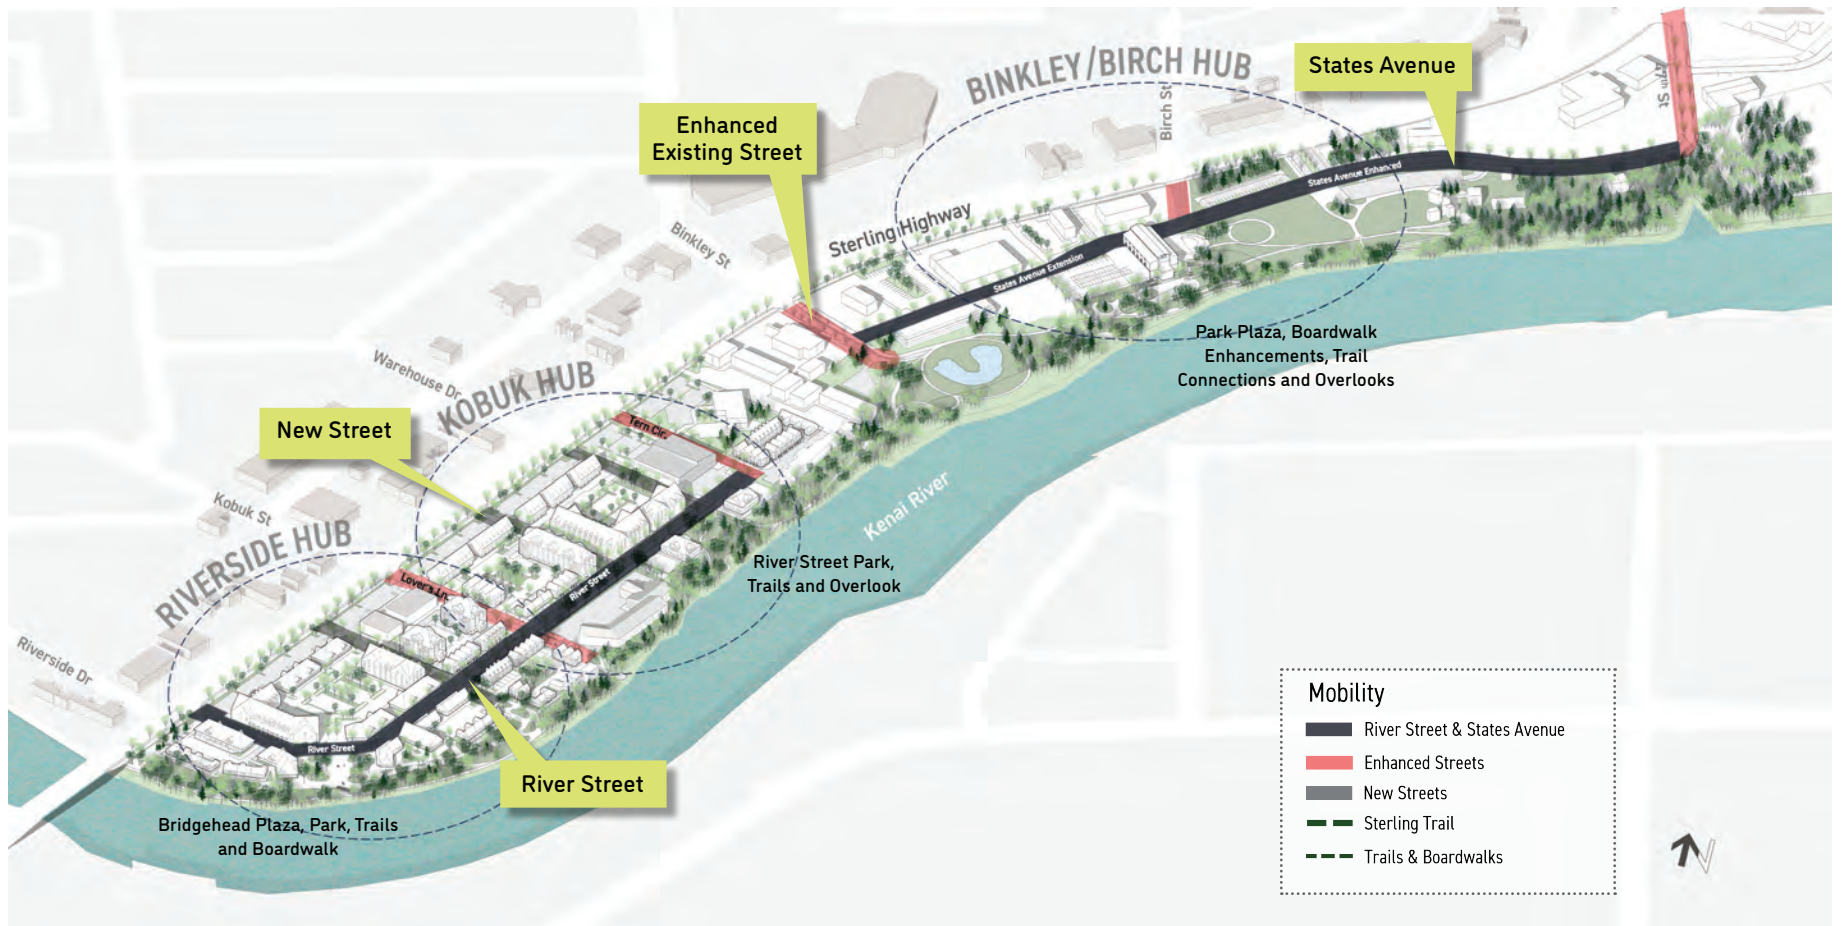 BINKLEY/BIRCH HUB
States Avenue
Enhanced
Existing Street
Birch St
47th St
States Avenue Enhanced
Sterling Highway
Binkley St
States Avenue Extension
Park Plaza, Boardwalk
Enhancements, Trail
Connections and Overlooks
Warehouse Dr
KOBUK HUB
New Street
Tern Cir.
Kenai River
Kobuk St
RIVERSIDE HUB
River Street Park,
Trails and Overlook
Lover's Ln.
River Street
Riverside Dr
River Street
River Street
Bridgehead Plaza, Park, Trails
and Boardwalk
Mobility
River Street & States Avenue
Enhanced Streets
New Streets
Sterling Trail
Trails & Boardwalks
N